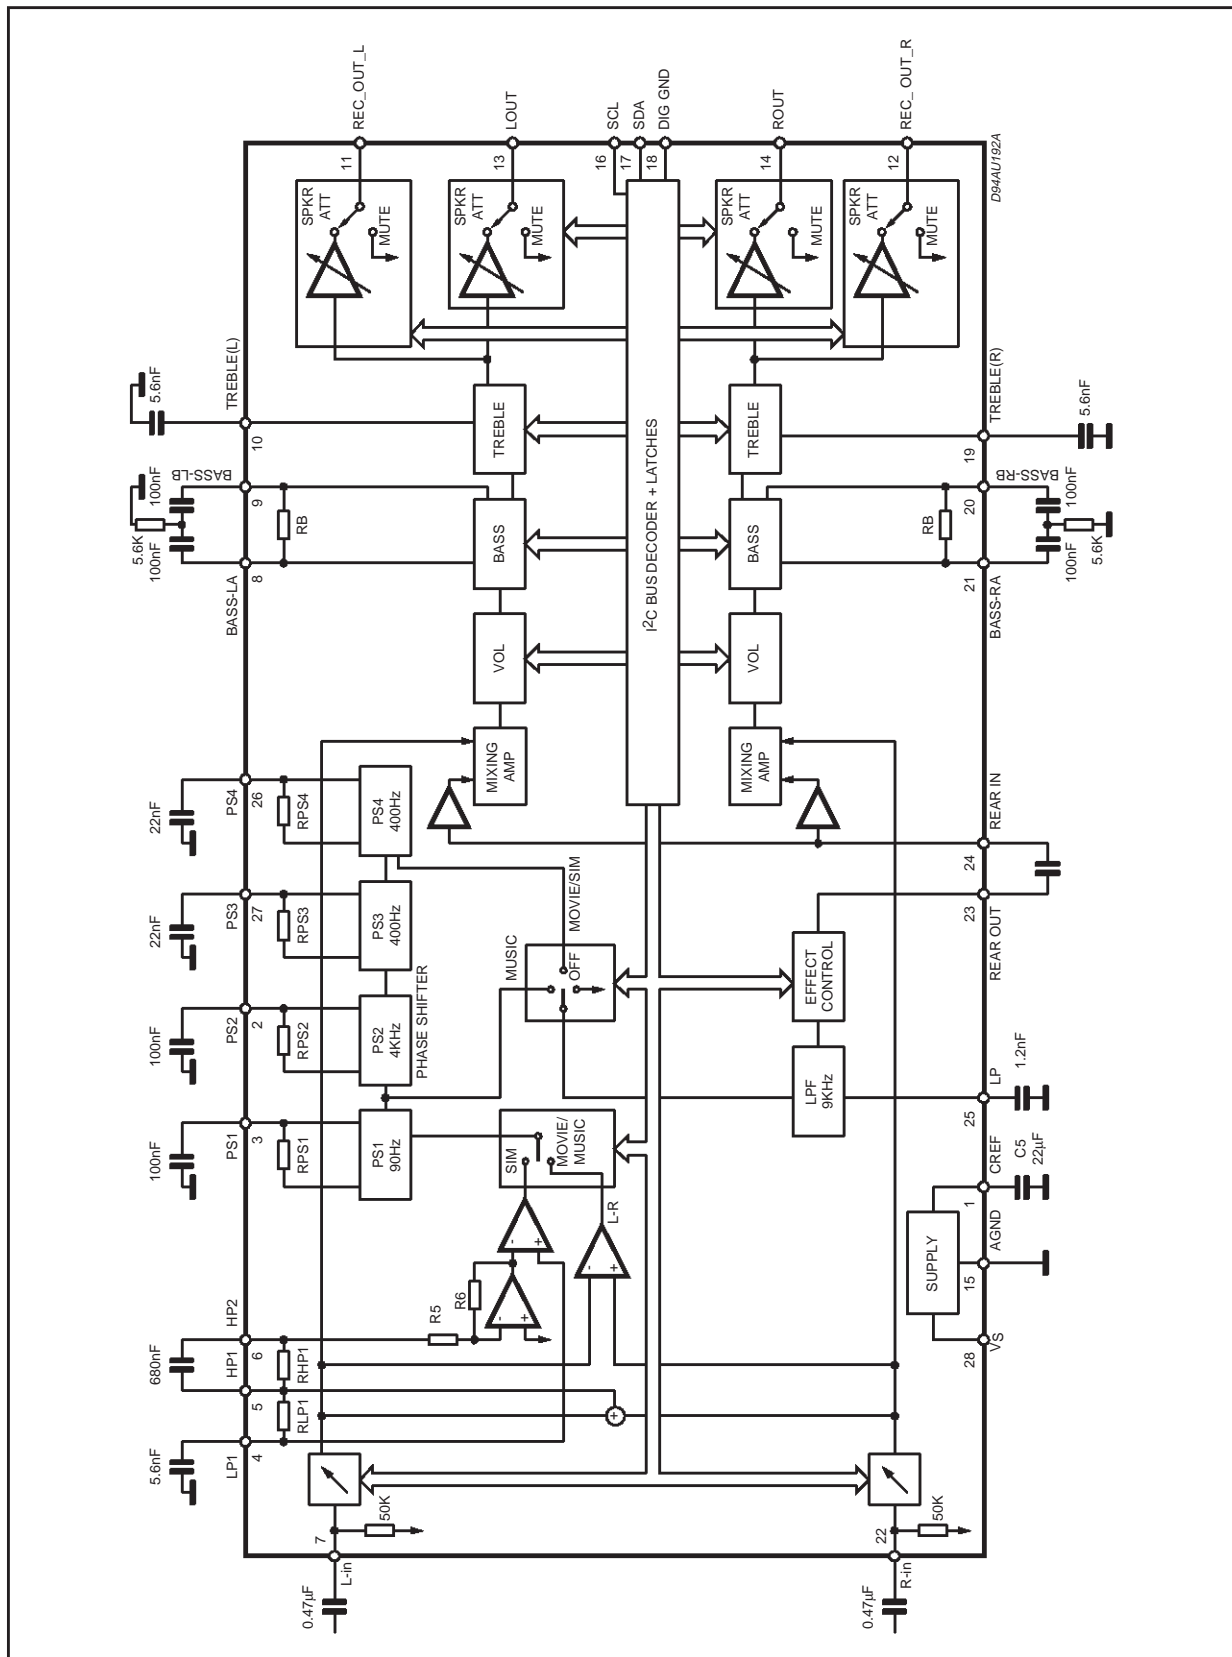 REC_OUT_L
LOUT
SCL
SDA
DIG GND
ROUT
REC_ OUT_R
11
13
16
17
18
14
12
D94AU192A
SPKR
ATT
MUTE
SPKR
ATT
MUTE
SPKR
ATT
MUTE
SPKR
ATT
MUTE
5.6nF
TREBLE(L)
10
TREBLE
TREBLE
TREBLE(R)
19
5.6nF
5.6K
100nF
100nF
BASS-LB
BASS-LA
9
8
RB
BASS
I2C BUS DECODER + LATCHES
BASS
RB
20
21
BASS-RB
BASS-RA
100nF
100nF
5.6K
VOL
VOL
MIXING
AMP
MIXING
AMP
22nF
PS4
26
RPS4
PS4
400Hz
22nF
PS3
27
RPS3
PS3
400Hz
100nF
PS2
2
RPS2
PS2
4KHz
PHASE SHIFTER
100nF
PS1
3
RPS1
PS1
90Hz
MUSIC
MOVIE/SIM
OFF
SIM
MOVIE/
MUSIC
REAR IN
24
23
REAR OUT
EFFECT
CONTROL
LPF
9KHz
LP
25
1.2nF
CREF
1
C5
22µF
AGND
15
SUPPLY
VS
28
-
+
-
+
-
+
L-R
R5
R6
680nF
HP2
HP1
6
5
RHP1
RLP1
5.6nF
LP1
4
+
50K
7
L-in
0.47µF
50K
22
R-in
0.47µF